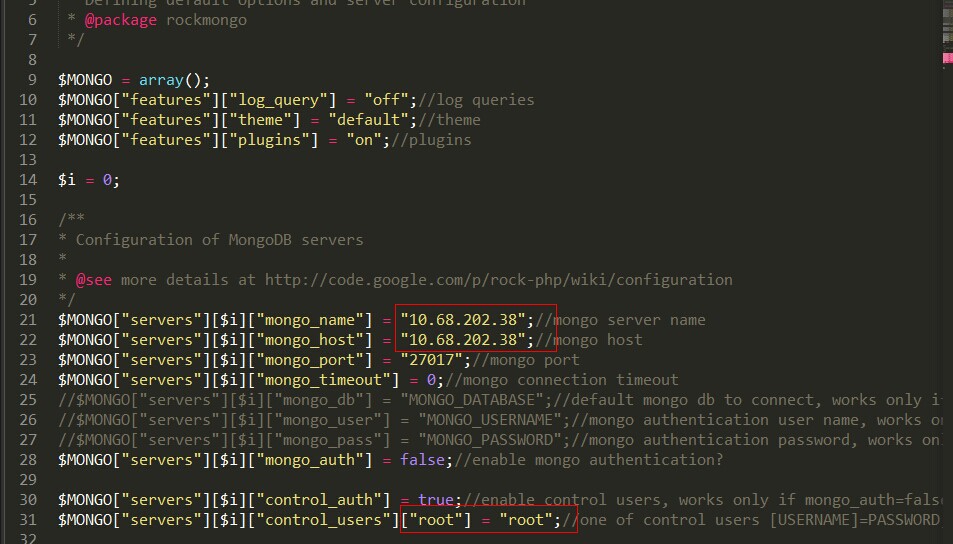 5 * Defining default options and server configuration
6 * @package rockmongo
7 */
8
9 $MONGO = array();
10 $MONGO["features"]["log_query"] = "off";//log queries
11 $MONGO["features"]["theme"] = "default";//theme
12 $MONGO["features"]["plugins"] = "on";//plugins
13
14 $i = 0;
15
16 /**
17 * Configuration of MongoDB servers
18 *
19 * @see more details at http://code.google.com/p/rock-php/wiki/configuration
20 */
21 $MONGO["servers"][$i]["mongo_name"] = "10.68.202.38";//mongo server name
22 $MONGO["servers"][$i]["mongo_host"] = "10.68.202.38";//mongo host
23 $MONGO["servers"][$i]["mongo_port"] = "27017";//mongo port
24 $MONGO["servers"][$i]["mongo_timeout"] = 0;//mongo connection timeout
25 //$MONGO["servers"][$i]["mongo_db"] = "MONGO_DATABASE";//default mongo db to connect, works only i
26 //$MONGO["servers"][$i]["mongo_user"] = "MONGO_USERNAME";//mongo authentication user name, works o
27 //$MONGO["servers"][$i]["mongo_pass"] = "MONGO_PASSWORD";//mongo authentication password, works on
28 $MONGO["servers"][$i]["mongo_auth"] = false;//enable mongo authentication?
29
30 $MONGO["servers"][$i]["control_auth"] = true;//enable control users, works only if mongo_auth=fals
31 $MONGO["servers"][$i]["control_users"]["root"] = "root";//one of control users [USERNAME]=PASSWORD
32